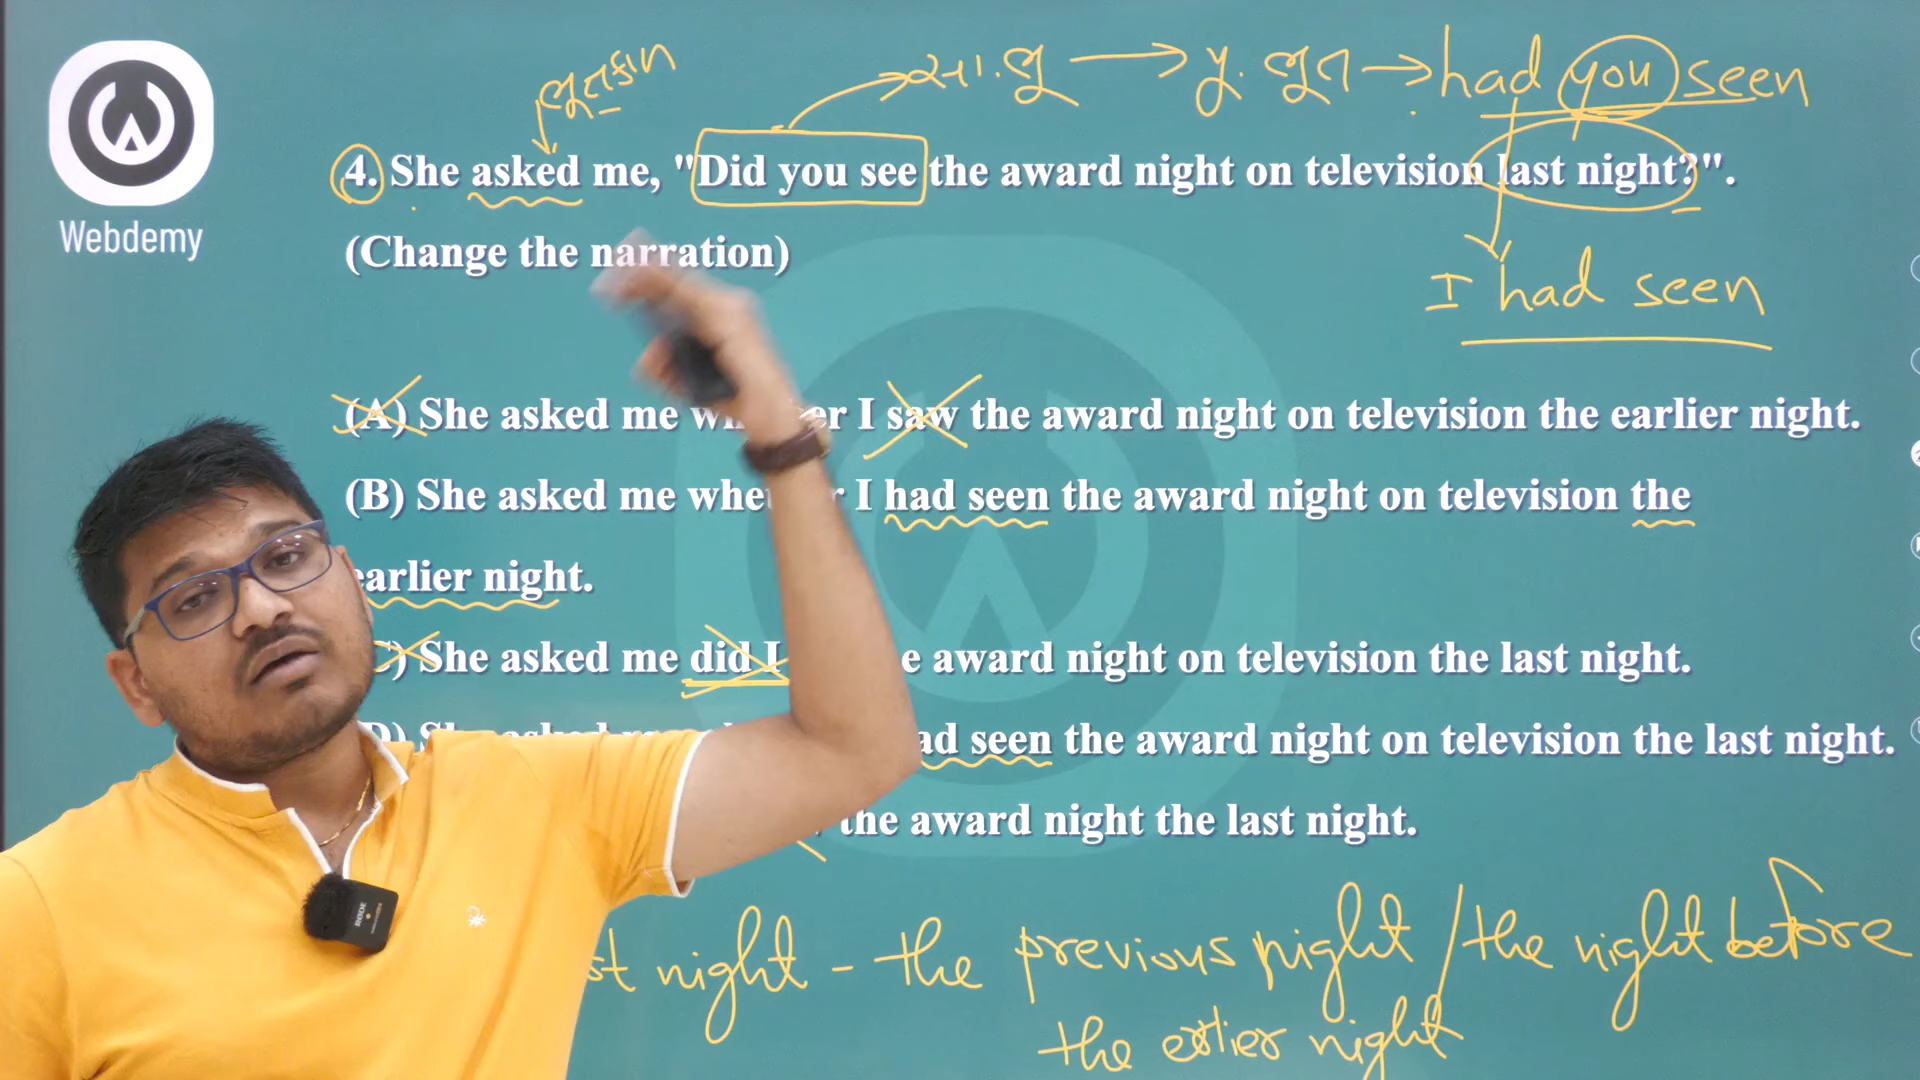 Webdemy
ભૂતકાળ
સા.ભૂ → પૂ. ભૂત → had you seen
4. She asked me, "Did you see the award night on television last night?".
(Change the narration)
I had seen
(A) She asked me er I saw the award night on television the earlier night.
(B) She asked me I had seen the award night on television the
earlier night.
She asked me did I award night on television the last night.
seen the award night on television the last night.
the award night the last night.
night - the previous night / the night before
the erlier night
RODE